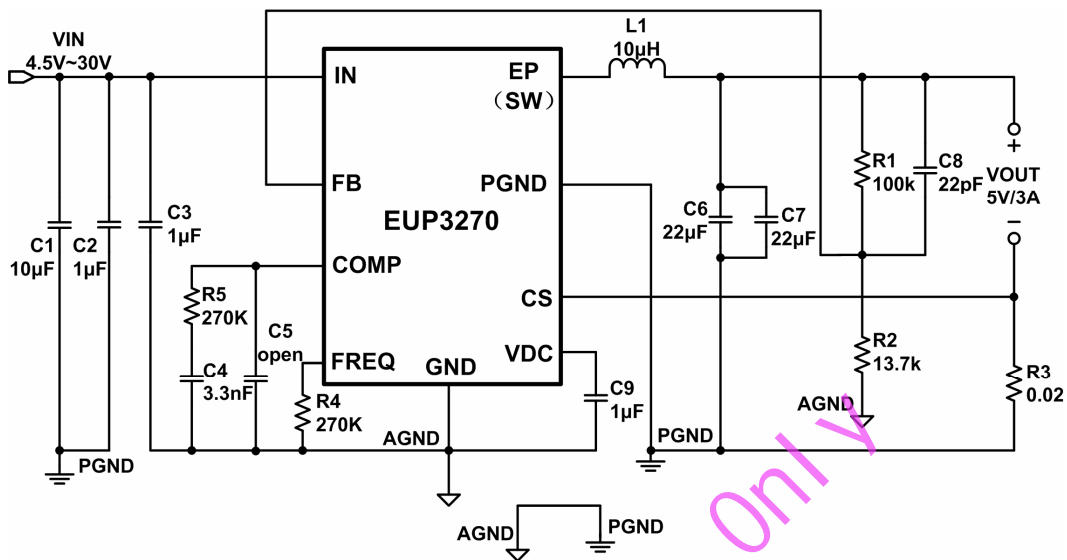 VIN
4.5V~30V
IN
EP
(SW)
L1
10µH
FB
PGND
EUP3270
COMP
CS
FREQ
GND
VDC
C1
10µF
C2
1µF
C3
1µF
R5
270K
C4
3.3nF
C5
open
R4
270K
AGND
PGND
C9
1µF
C6
22µF
C7
22µF
R1
100k
C8
22pF
+
VOUT
5V/3A
−
R2
13.7k
AGND
R3
0.02
PGND
AGND
PGND
Only